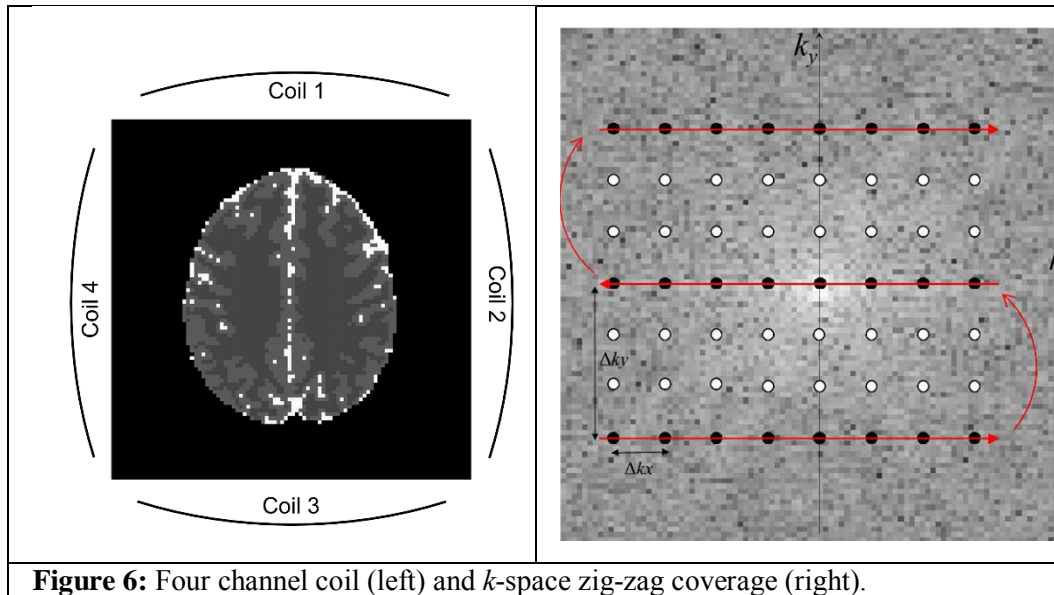 Coil 1
Coil 4
Coil 2
Coil 3
ky
Δky
Δkx
Figure 6: Four channel coil (left) and k-space zig-zag coverage (right).